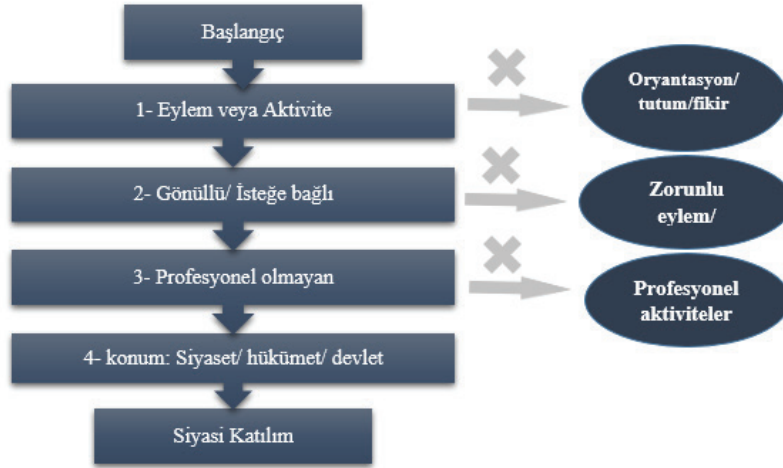 Başlangıç
1- Eylem veya Aktivite
Oryantasyon/
tutum/fikir
2- Gönüllü/ İsteğe bağlı
Zorunlu
eylem/
3- Profesyonel olmayan
Profesyonel
aktiviteler
4- konum: Siyaset/ hükümet/ devlet
Siyasi Katılım